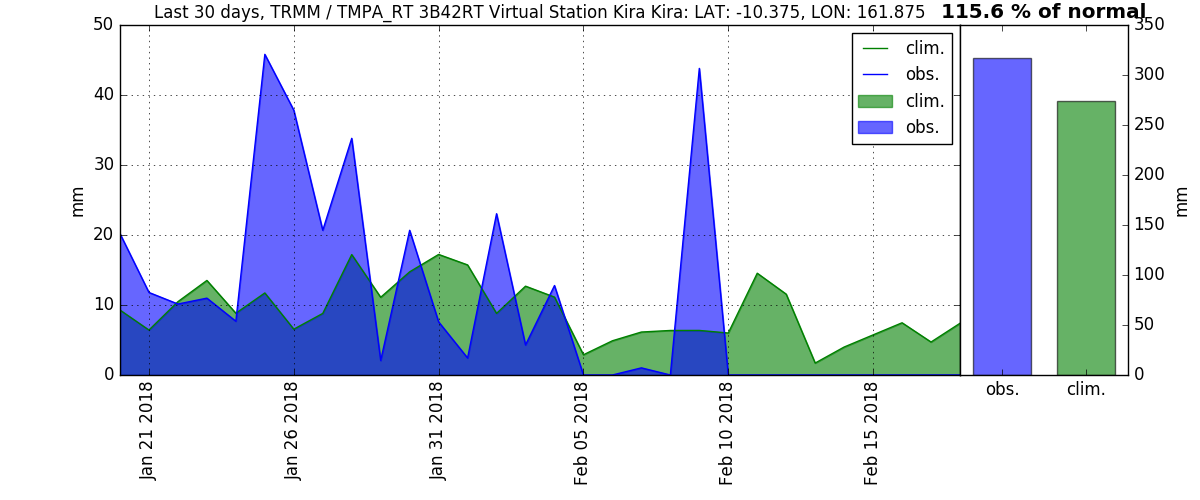 Last 30 days, TRMM / TMPA_RT 3B42RT Virtual Station Kira Kira: LAT: -10.375, LON: 161.875
115.6 % of normal
50
40
30
20
10
0
mm
clim.
obs.
clim.
obs.
Jan 21 2018
Jan 26 2018
Jan 31 2018
Feb 05 2018
Feb 10 2018
Feb 15 2018
350
300
250
200
150
100
50
0
mm
obs.
clim.